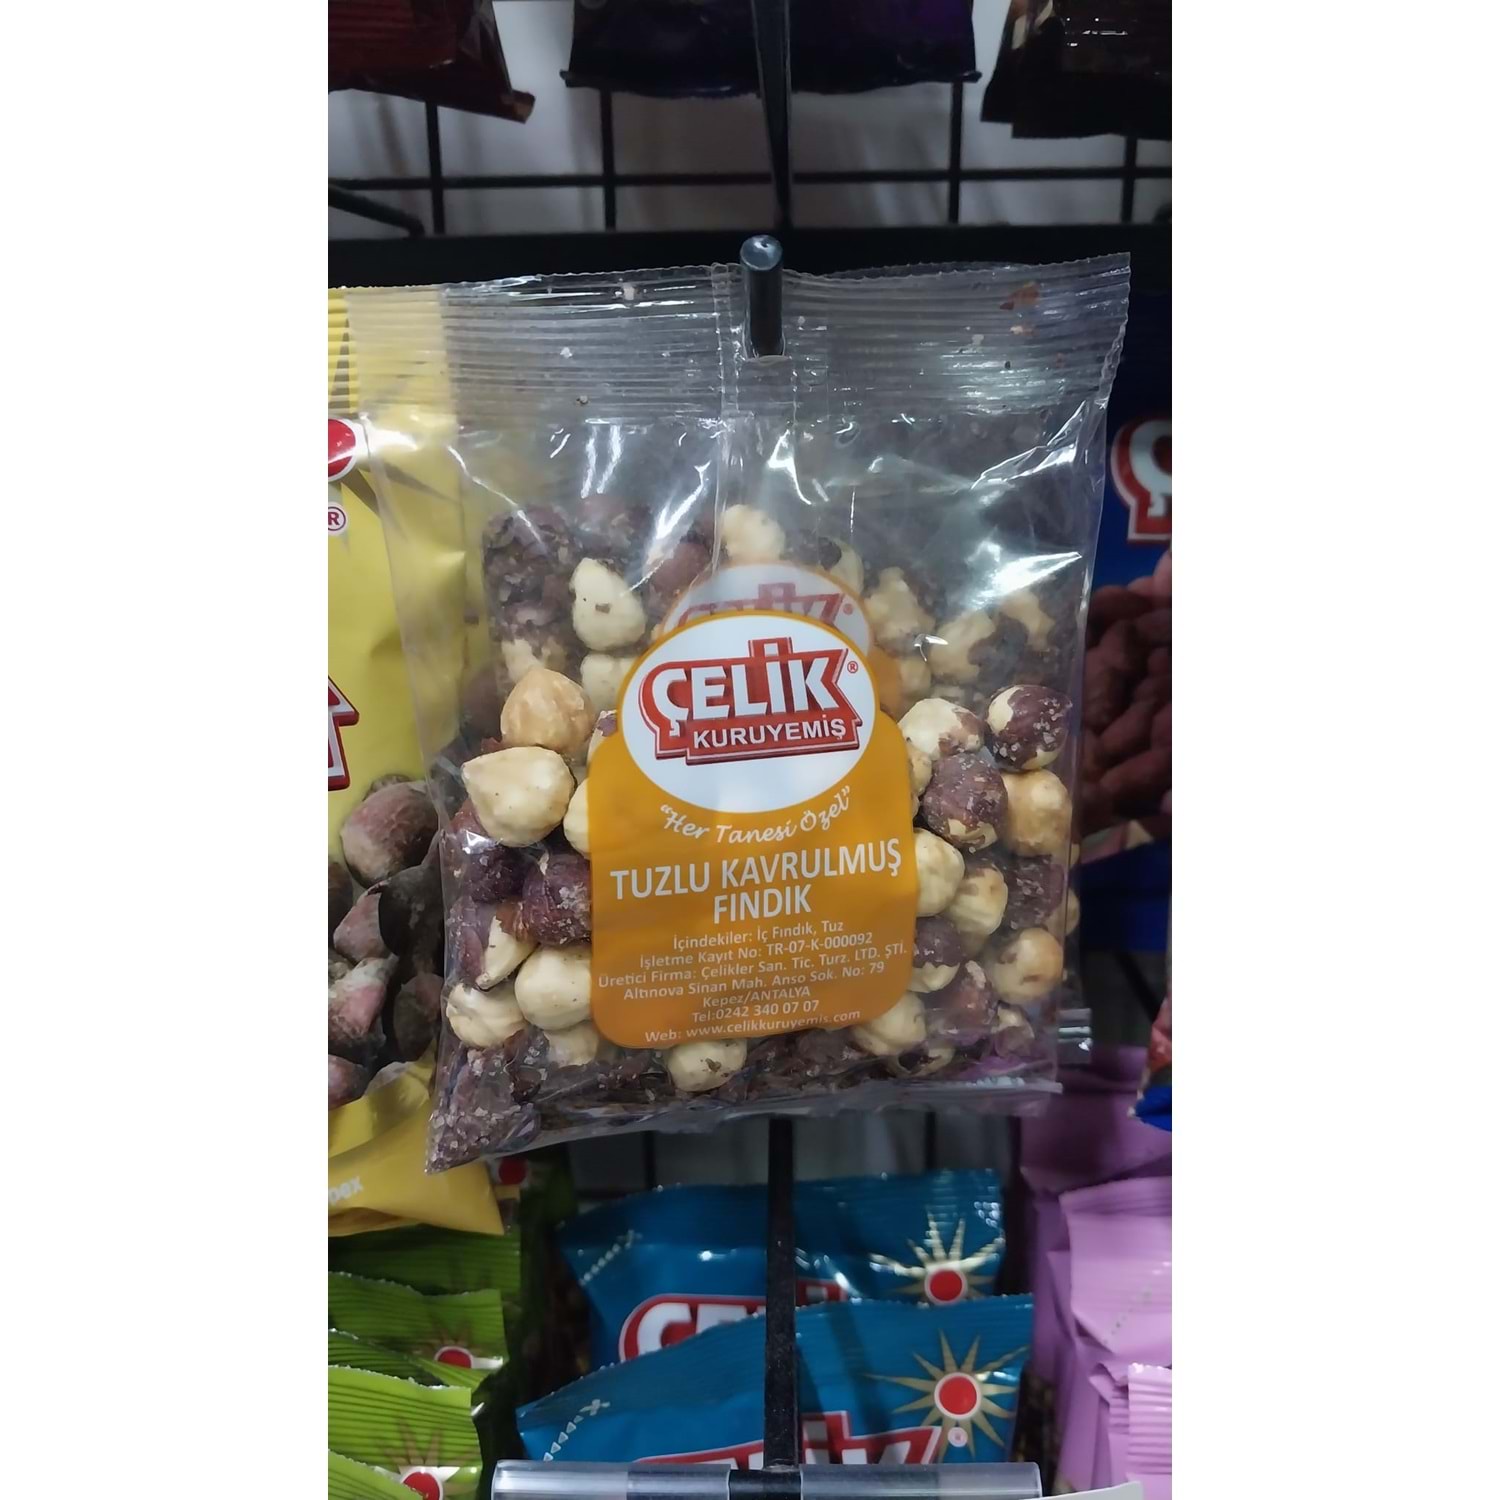 ÇELİK®
KURUYEMİŞ
"Her Tanesi Özel"
TUZLU KAVRULMUŞ
FINDIK
İçindekiler: İç Fındık, Tuz
İşletme Kayıt No: TR-07-K-000092
Üretici Firma: Çelikler San. Tic. Turz. LTD. ŞTİ.
Altınova Sinan Mah. Anso Sok. No: 79
Kepez/ANTALYA
Tel:0242 340 07 07
Web: www.celikkuruyemis.com
ÇELİK®